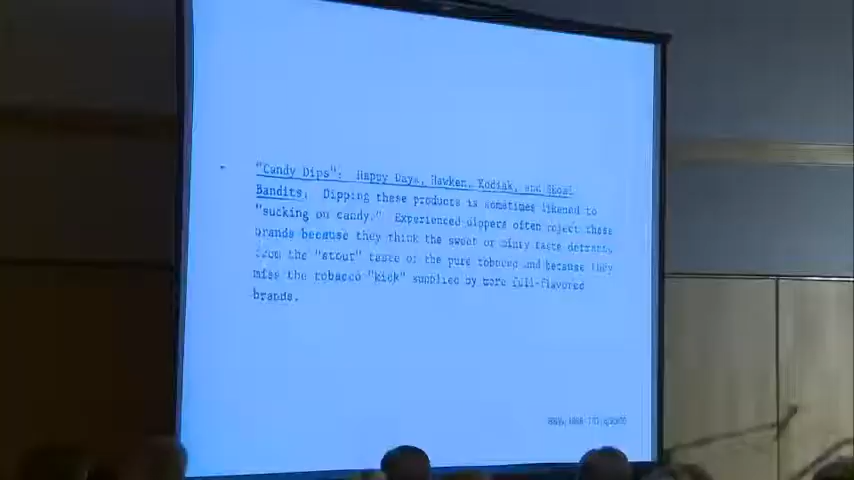 "Candy Dips": Happy Days, Hawken, Kodiak, and Skoal
Bandits. Dipping these products is sometimes likened to
"sucking on candy." Experienced dippers often reject these
brands because they think the sweet or minty taste detracts
from the "stout" taste of the pure tobacco and because they
miss the tobacco "kick" supplied by more full-flavored
brands.